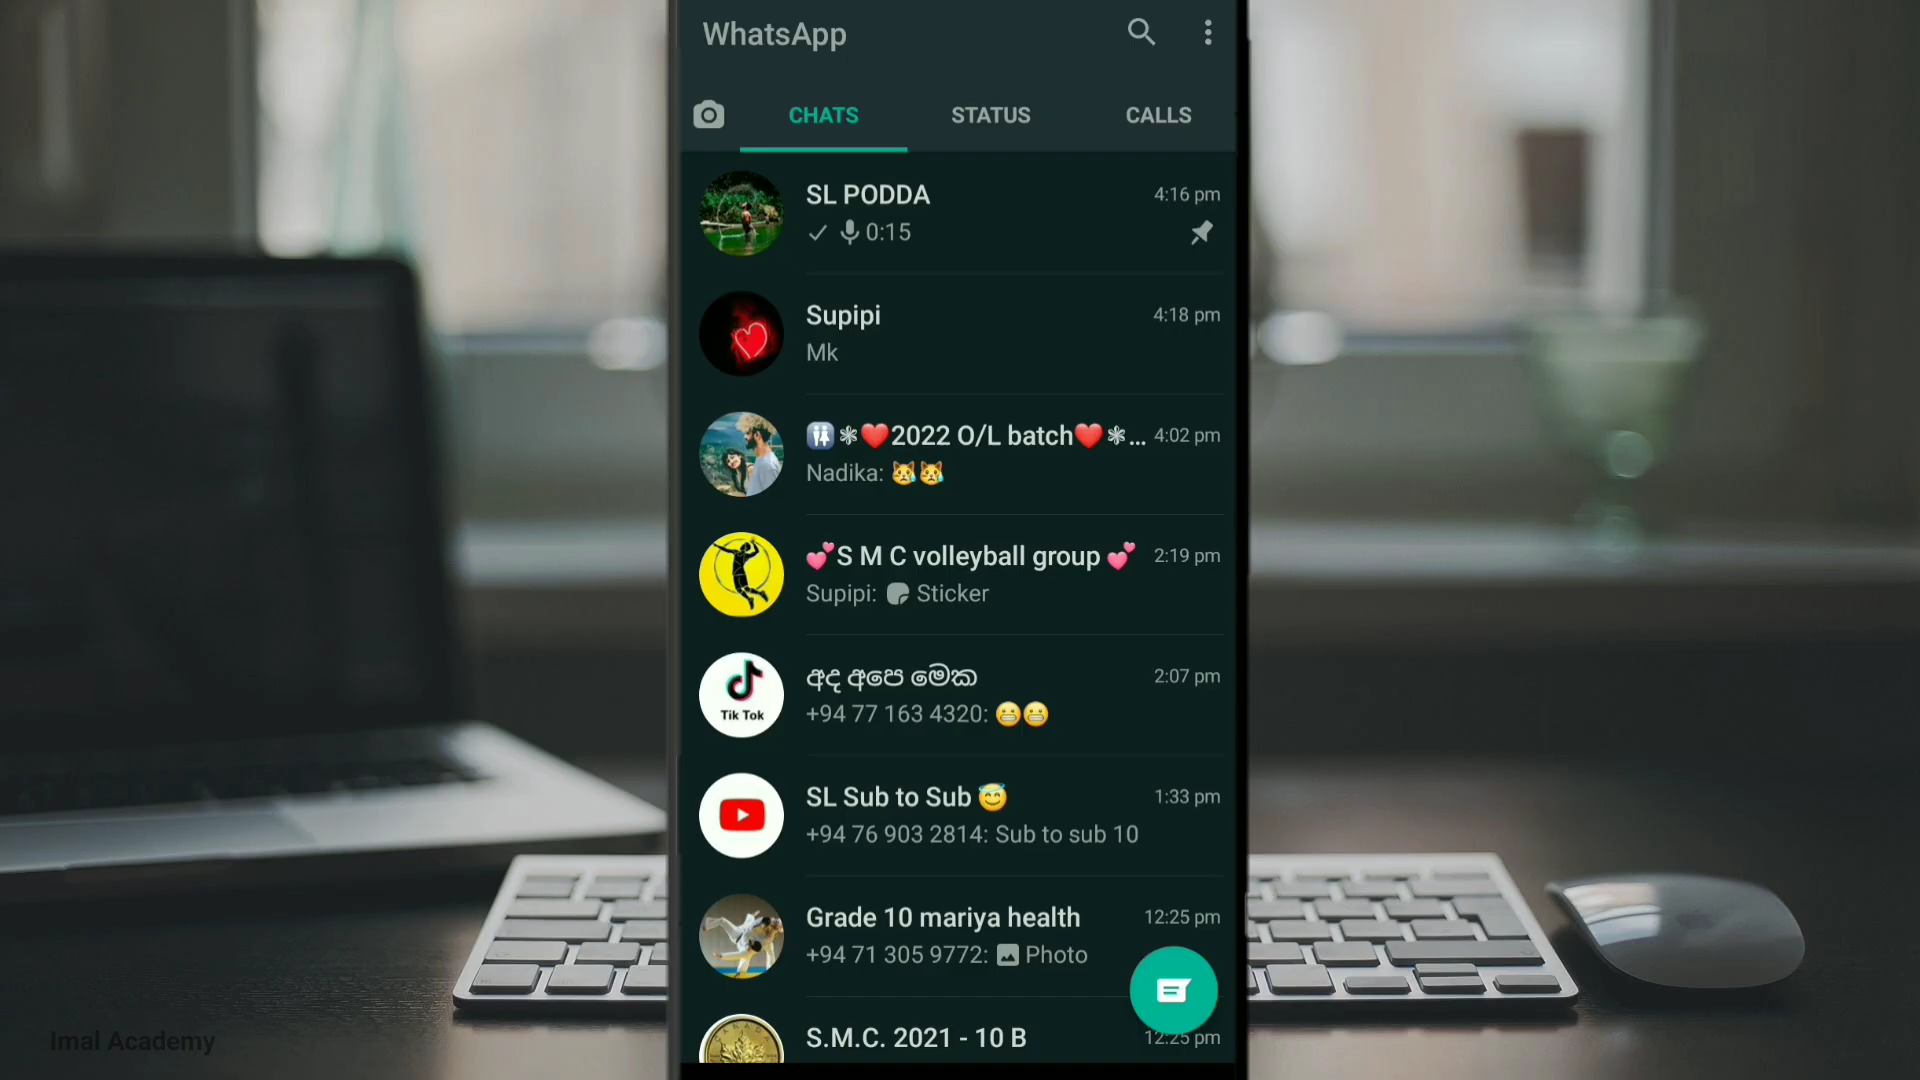 WhatsApp
CHATS
STATUS
CALLS
SL PODDA
4:16 pm
0:15
Supipi
4:18 pm
Mk
🚻❃❤️2022 O/L batch❤️❃...
4:02 pm
Nadika: 😹😹
💕S M C volleyball group 💕
2:19 pm
Supipi: Sticker
අද අපෙ මෙක
2:07 pm
Tik Tok
+94 77 163 4320: 😬😬
SL Sub to Sub 😇
1:33 pm
+94 76 903 2814: Sub to sub 10
Grade 10 mariya health
12:25 pm
+94 71 305 9772: Photo
S.M.C. 2021 - 10 B
12:25 pm
Imal Academy